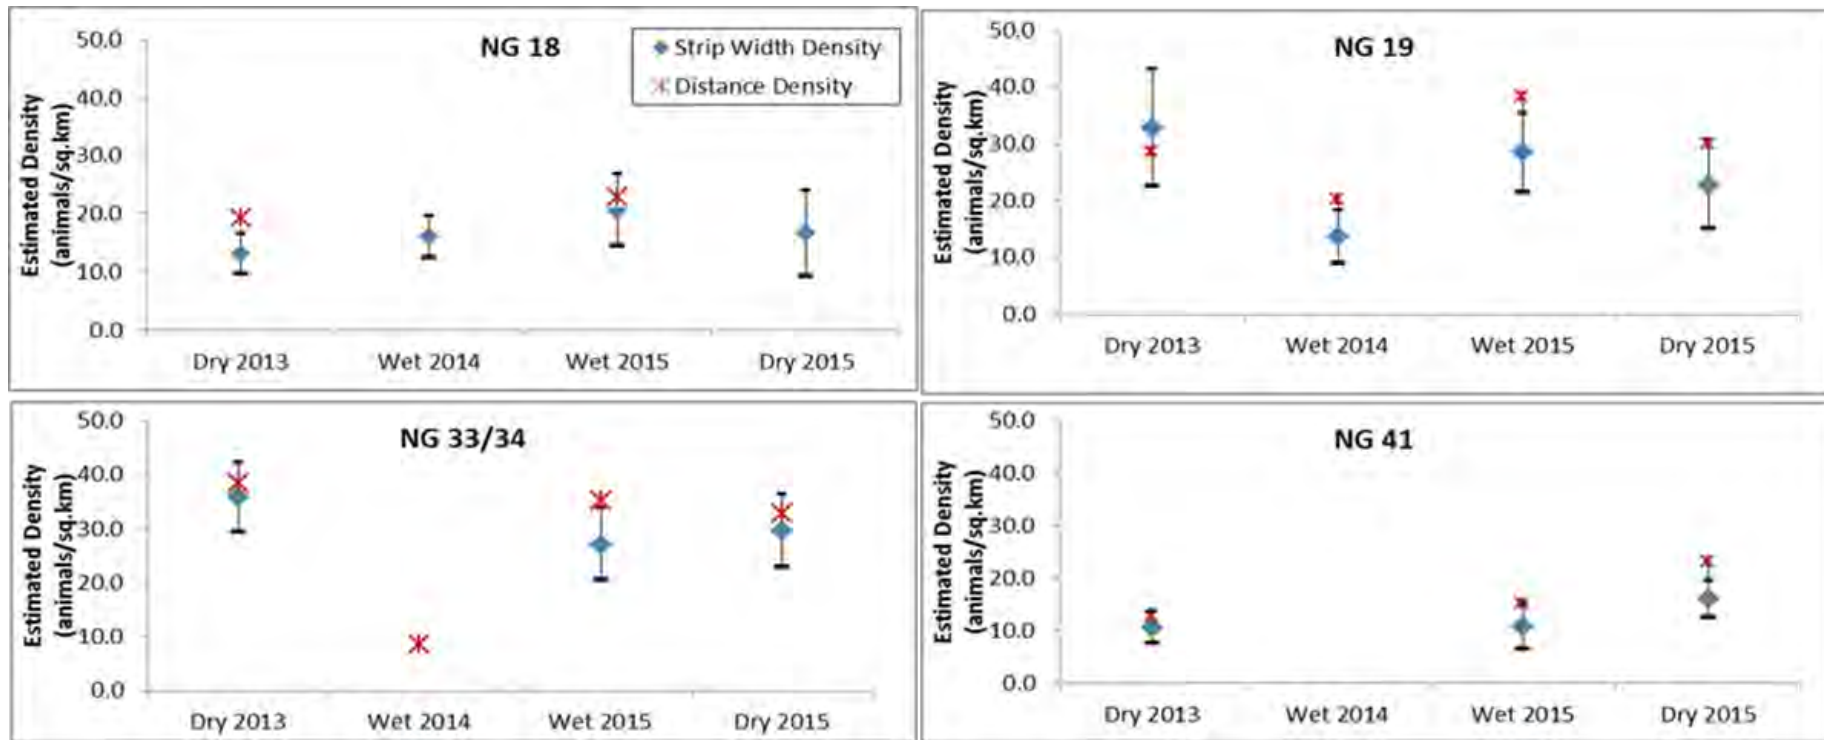 NG 18
Strip Width Density
Distance Density
Estimated Density
(animals/sq.km)
50.0
40.0
30.0
20.0
10.0
0.0
Dry 2013 Wet 2014 Wet 2015 Dry 2015
NG 19
Estimated Density
(animals/sq.km)
50.0
40.0
30.0
20.0
10.0
0.0
Dry 2013 Wet 2014 Wet 2015 Dry 2015
NG 33/34
Estimated Density
(animals/sq.km)
50.0
40.0
30.0
20.0
10.0
0.0
Dry 2013 Wet 2014 Wet 2015 Dry 2015
NG 41
Estimated Density
(animals/sq.km)
50.0
40.0
30.0
20.0
10.0
0.0
Dry 2013 Wet 2014 Wet 2015 Dry 2015